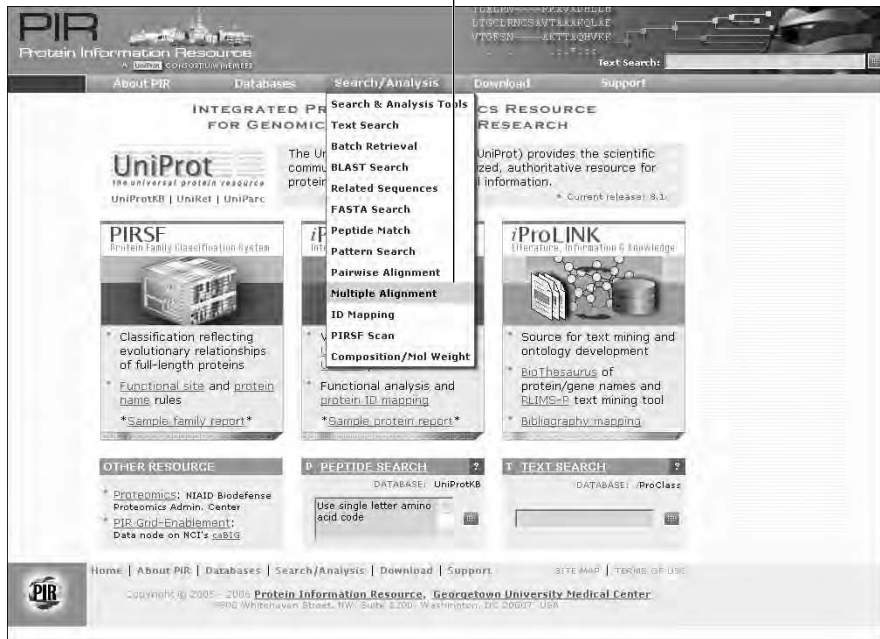 PIR
Protein Information Resource
A UniProt CONSORTIUM MEMBER
Text Search:
About PIR Databases Search/Analysis Download Support
INTEGRATED PR CS RESOURCE
FOR GENOMIC RESEARCH
Search & Analysis Tools
Text Search
Batch Retrieval
BLAST Search
Related Sequences
FASTA Search
Peptide Match
Pattern Search
Pairwise Alignment
Multiple Alignment
ID Mapping
PIRSF Scan
Composition/Mol Weight
UniProt
the universal protein resource
UniProtKB | UniRef | UniParc
The Un UniProt) provides the scientific
commu zed, authoritative resource for
protein l information.
* Current release: 8.1
PIRSF
Protein Family Classification System
* Classification reflecting
evolutionary relationships
of full-length proteins
* Functional site and protein
name rules
*Sample family report*
iP
Functional analysis and
protein ID mapping
*Sample protein report*
iProLINK
Literature, Information & Knowledge
* Source for text mining and
ontology development
* BioThesaurus of
protein/gene names and
RLIMS-P text mining tool
* Bibliography mapping
OTHER RESOURCE
* Proteomics: NIAID Biodefense
Proteomics Admin. Center
* PIR Grid-Enablement:
Data node on NCI's caBIG
P PEPTIDE SEARCH ?
DATABASE: UniProtKB
Use single letter amino
acid code
T TEXT SEARCH ?
DATABASE: iProClass
Home | About PIR | Databases | Search/Analysis | Download | Support
SITE MAP | TERMS OF USE
PIR
Copyright © 2005 - 2006 Protein Information Resource, Georgetown University Medical Center
3900 Whitehaven Street, NW, Suite 1200, Washington, DC 20007, USA